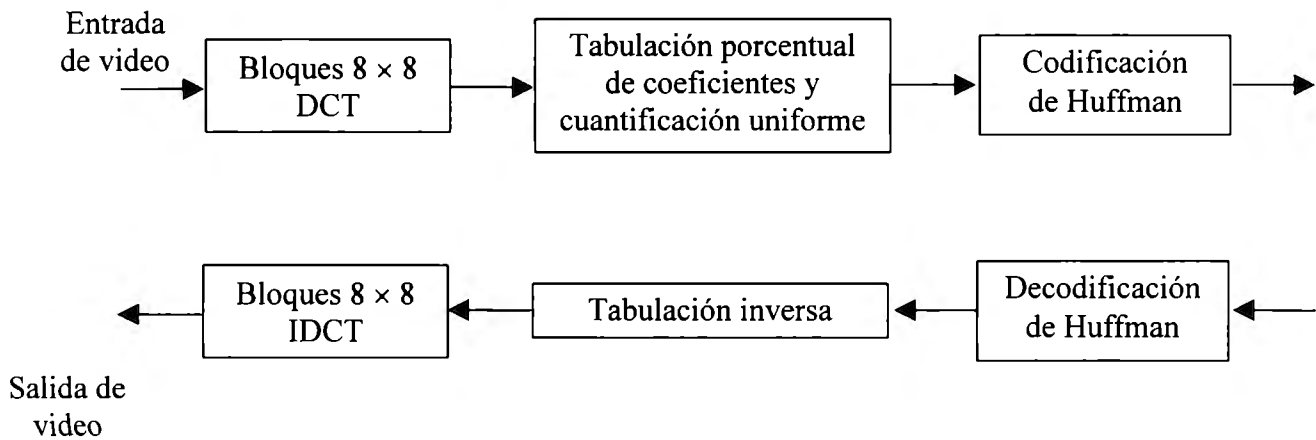 Entrada
de video
Bloques 8 × 8
DCT
Tabulación porcentual
de coeficientes y
cuantificación uniforme
Codificación
de Huffman
Bloques 8 × 8
IDCT
Tabulación inversa
Decodificación
de Huffman
Salida de
video